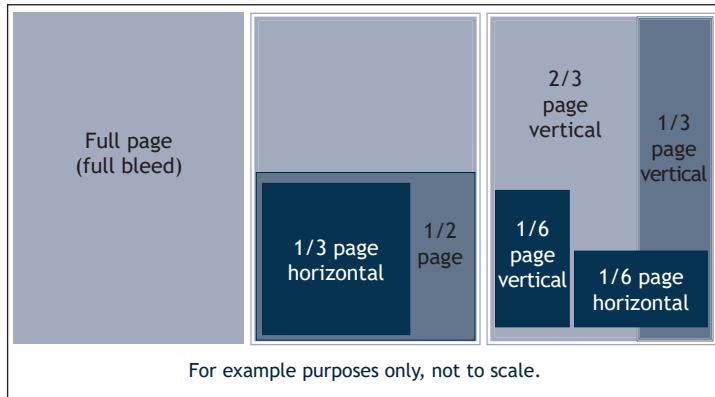 Full page
(full bleed)
1/3 page
horizontal
1/2
page
2/3
page
vertical
1/3
page
vertical
1/6
page
vertical
1/6 page
horizontal
For example purposes only, not to scale.